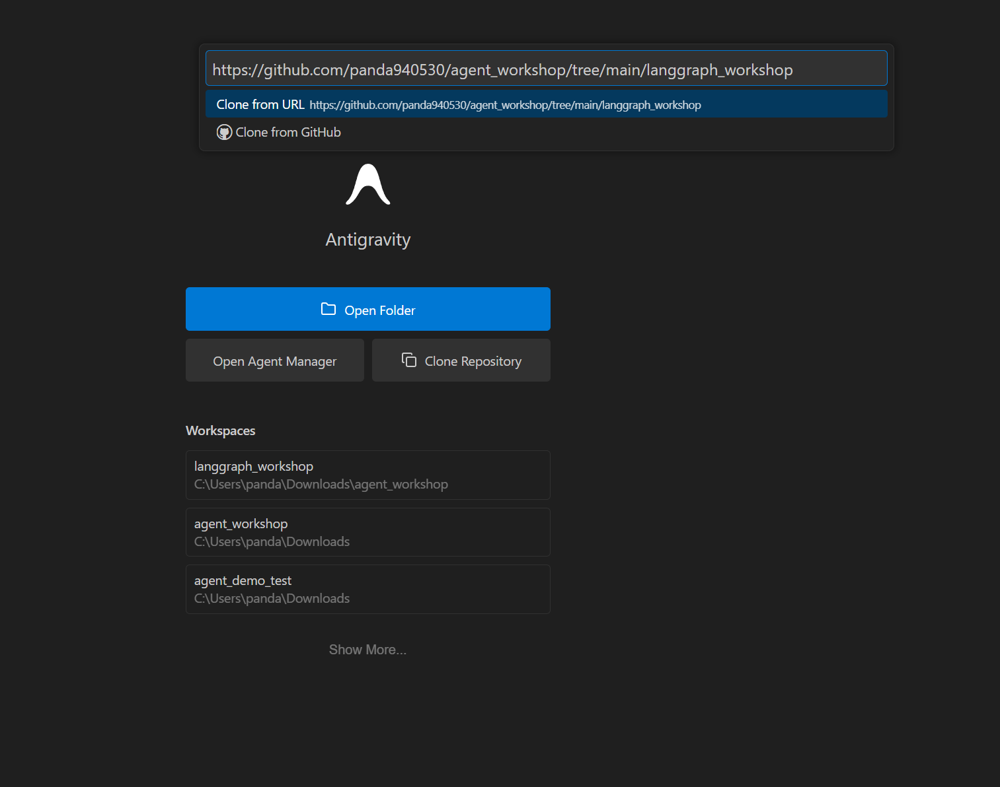 https://github.com/panda940530/agent_workshop/tree/main/langgraph_workshop
Clone from URL https://github.com/panda940530/agent_workshop/tree/main/langgraph_workshop
Clone from GitHub
Antigravity
Open Folder
Open Agent Manager
Clone Repository
Workspaces
langgraph_workshop
C:\Users\panda\Downloads\agent_workshop
agent_workshop
C:\Users\panda\Downloads
agent_demo_test
C:\Users\panda\Downloads
Show More...